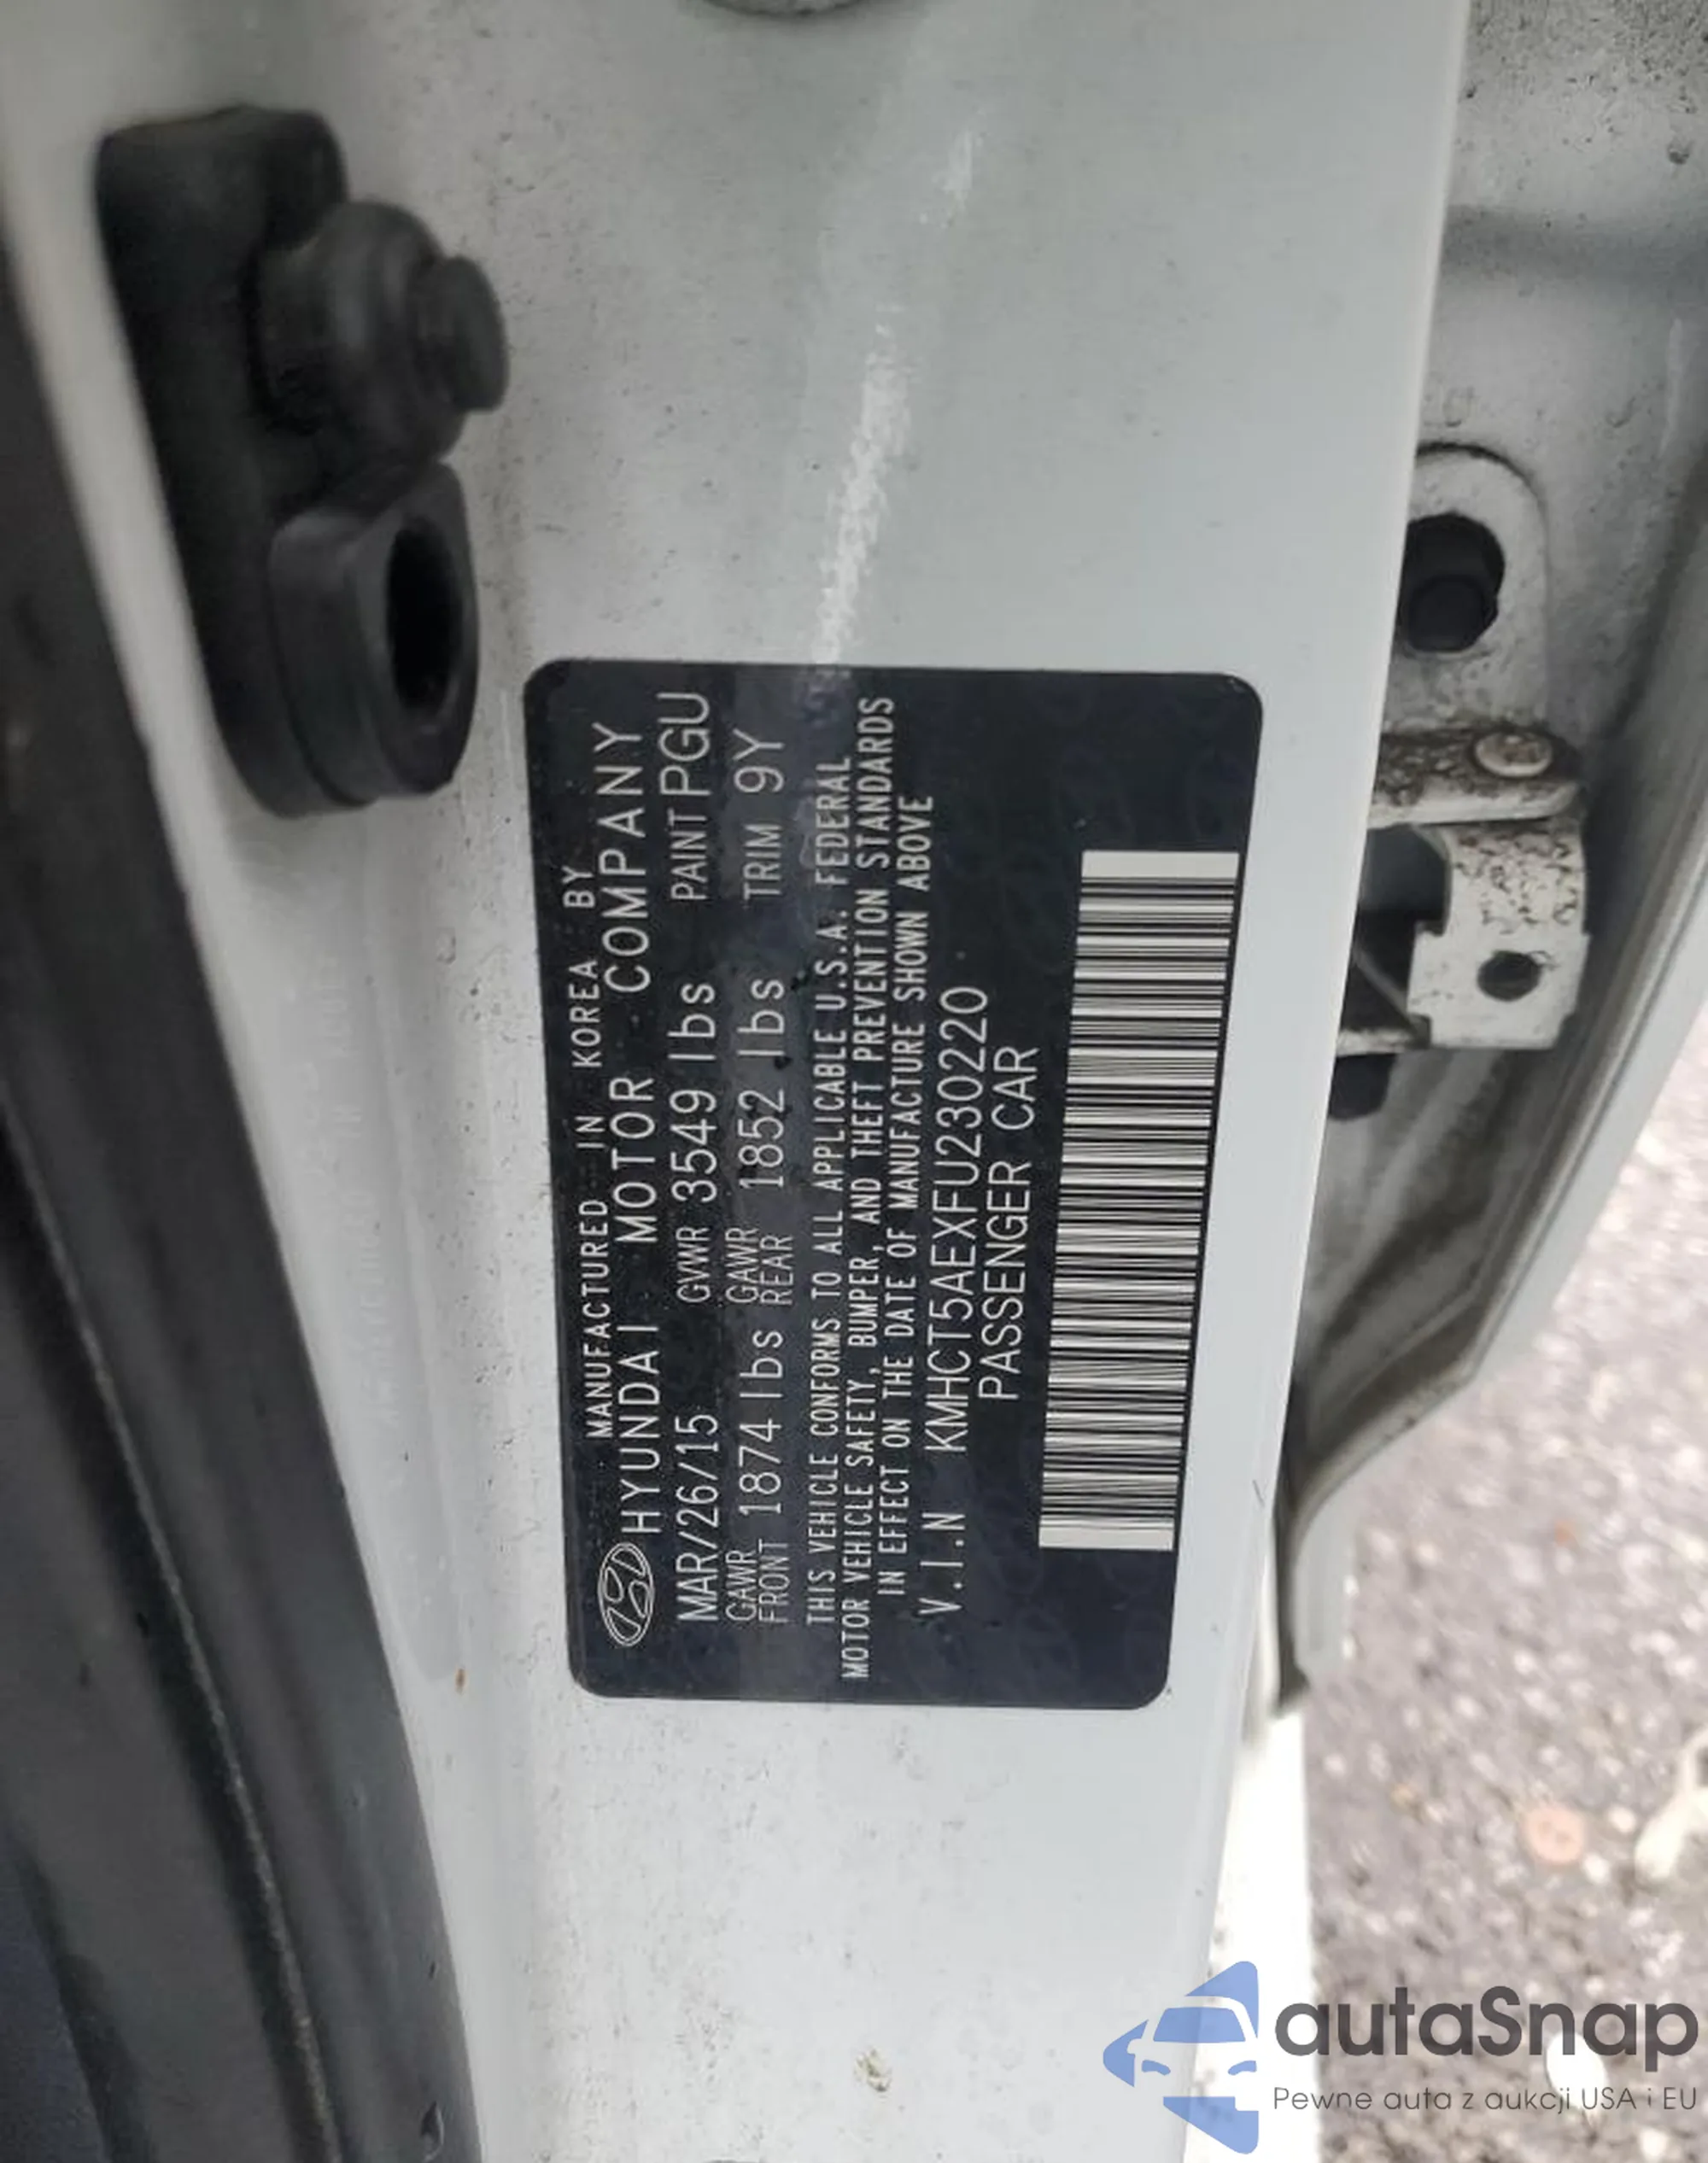 MANUFACTURED IN KOREA BY
HYUNDAI MOTOR COMPANY
MAR/26/15 GVWR 3549 lbs PAINT PGU
GAWR FRONT 1874 lbs GAWR REAR 1852 lbs TRIM 9Y
THIS VEHICLE CONFORMS TO ALL APPLICABLE U.S.A. FEDERAL
MOTOR VEHICLE SAFETY, BUMPER, AND THEFT PREVENTION STANDARDS
IN EFFECT ON THE DATE OF MANUFACTURE SHOWN ABOVE
V.I.N KMHCT5AEXFU230220
PASSENGER CAR
autaSnap
Pewne auta z aukcji USA i EU